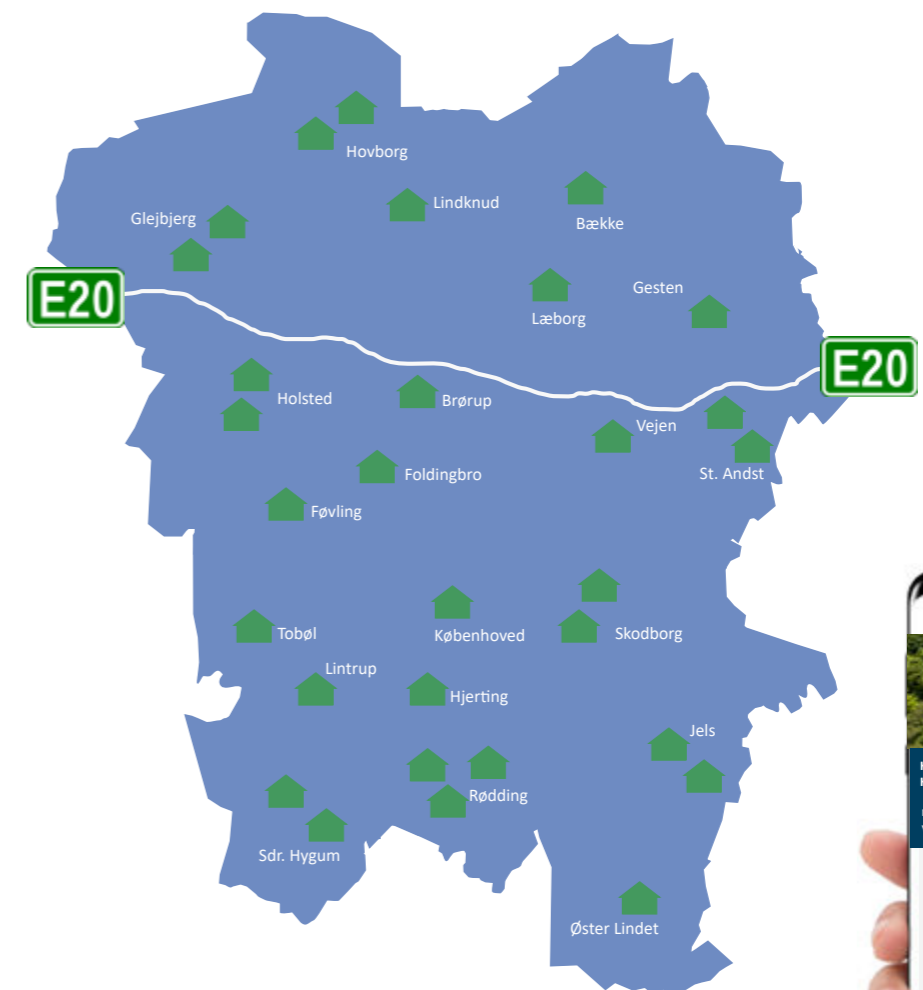 Hovborg
Lindknud
Glejbjerg
Bække
Gesten
E20
Læborg
E20
Holsted
Brørup
Vejen
St. Andst
Foldingbro
Føvling
Tobøl
Københoved
Skodborg
Lintrup
Hjerting
Jels
Rødding
Sdr. Hygum
Øster Lindet